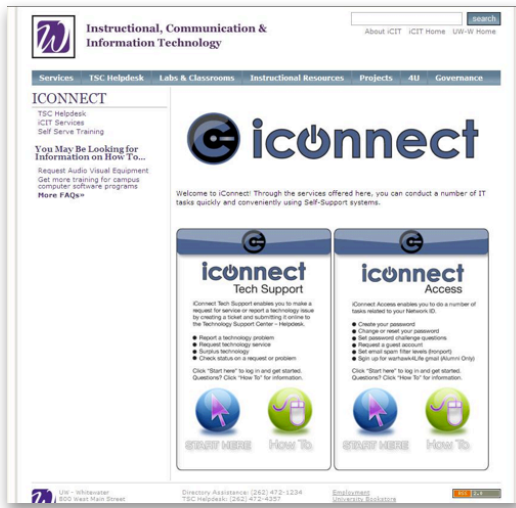 search
About iCIT   iCIT Home   UW-W Home
Instructional, Communication &
Information Technology
Services   TSC Helpdesk   Labs & Classrooms   Instructional Resources   Projects   4U   Governance
ICONNECT
TSC Helpdesk
iCIT Services
Self Serve Training
You May Be Looking for
Information on How To...
Request Audio Visual Equipment
Get more training for campus
computer software programs
More FAQs»
iconnect
Welcome to iConnect! Through the services offered here, you can conduct a number of IT
tasks quickly and conveniently using Self-Support systems.
iconnect
Tech Support
iConnect Tech Support enables you to make a
request for service or report a technology issue
by creating a ticket and submitting it online to
the Technology Support Center – Helpdesk.
● Report a technology problem
● Request technology service
● Surplus technology
● Check status on a request or problem
Click "Start here" to log in and get started.
Questions? Click "How To" for information.
START HERE   How To
iconnect
Access
iConnect Access enables you to do a number of
tasks related to your Network ID.
● Create your password
● Change or reset your password
● Set password challenge questions
● Request a guest account
● Set email spam filter levels (Ironport)
● Sign up for warhawk4Life gmail (Alumni Only)
Click "Start here" to log in and get started.
Questions? Click "How To" for information.
START HERE   How To
UW - Whitewater
800 West Main Street
Directory Assistance: (262) 472-1234
TSC Helpdesk: (262) 472-4357
Employment
University Bookstore
RSS 2.0